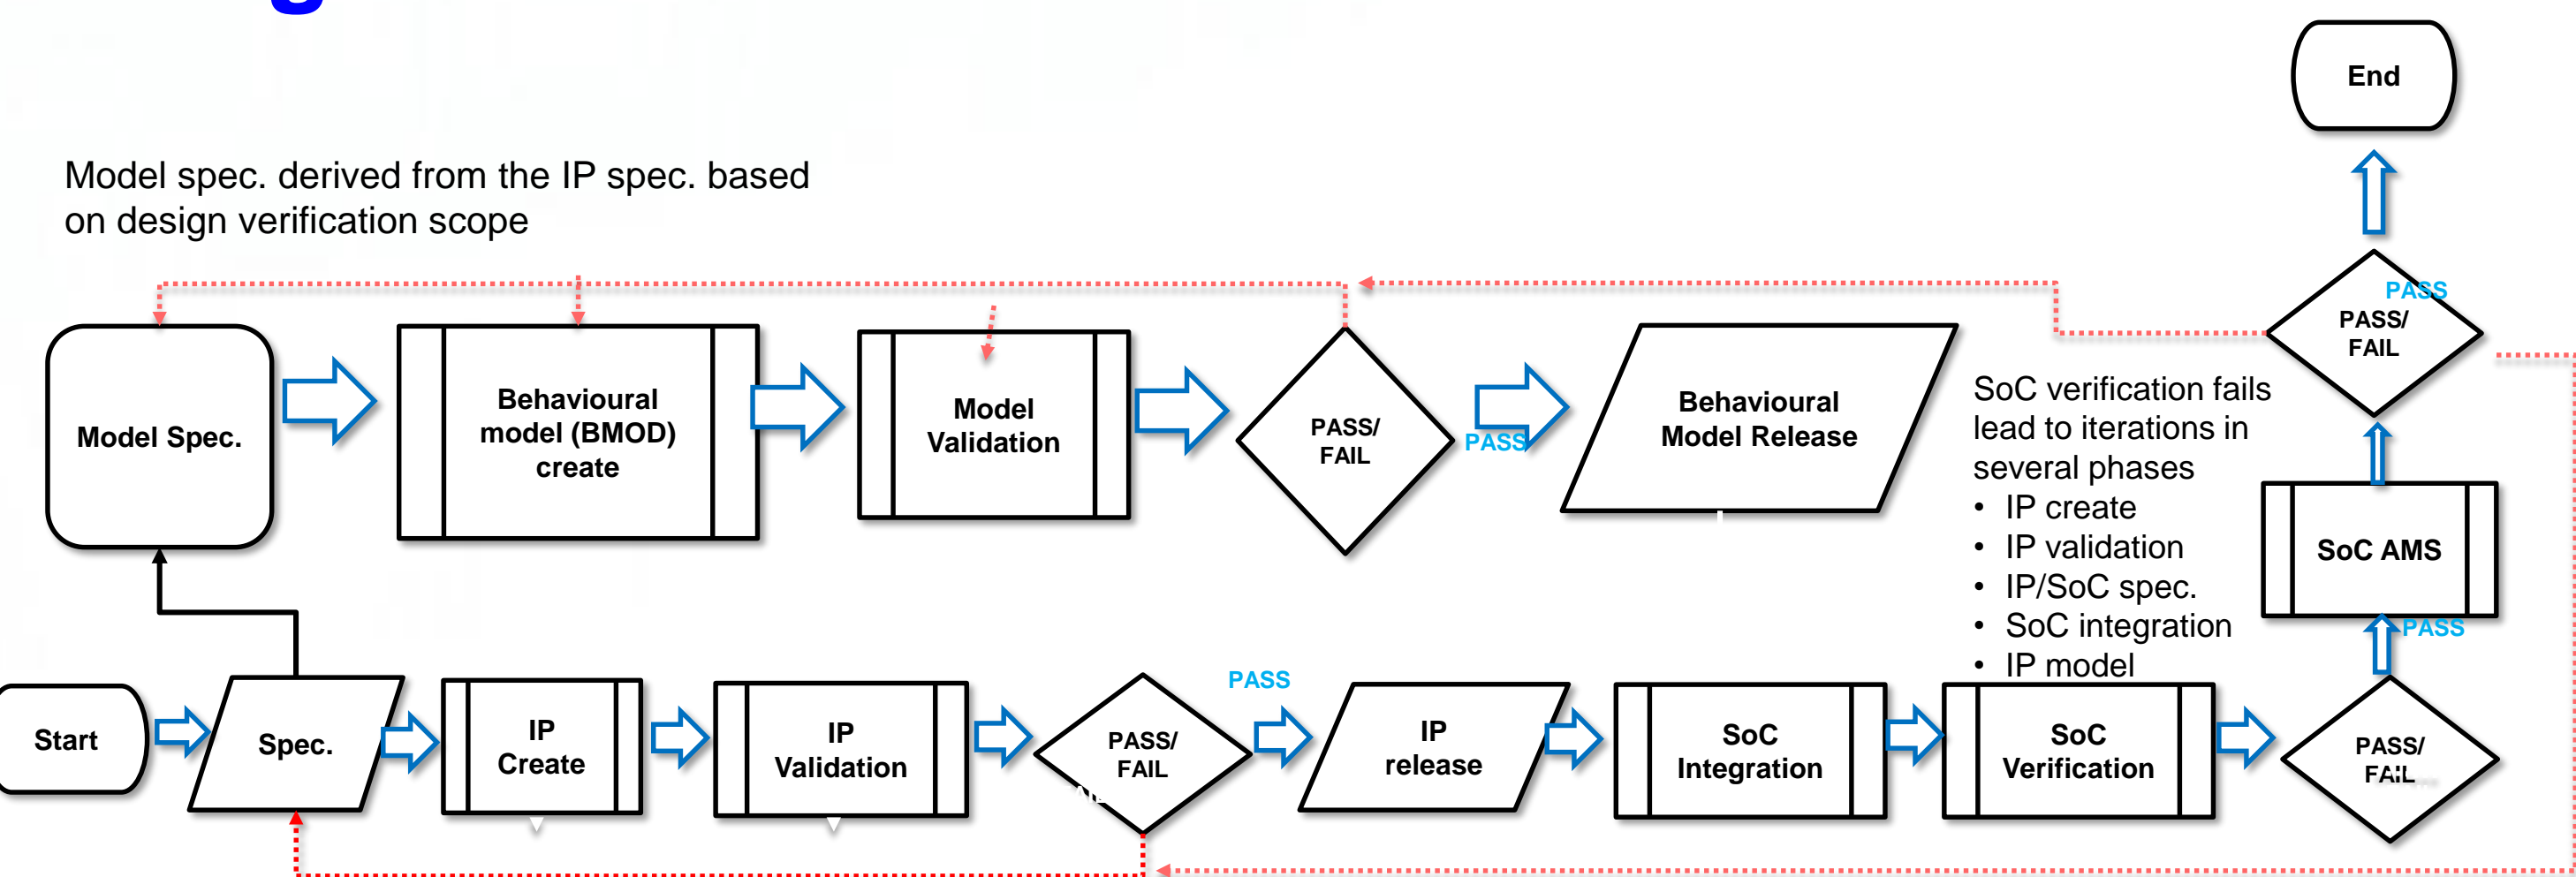 End
Model spec. derived from the IP spec. based
on design verification scope
PASS
PASS/
FAIL
Model Spec.
Behavioural
model (BMOD)
create
Model
Validation
PASS/
FAIL
PASS
Behavioural
Model Release
SoC verification fails
lead to iterations in
several phases
• IP create
• IP validation
• IP/SoC spec.
• SoC integration
• IP model
SoC AMS
PASS
Start
Spec.
IP
Create
IP
Validation
PASS/
FAIL
PASS
IP
release
SoC
Integration
SoC
Verification
PASS/
FAIL